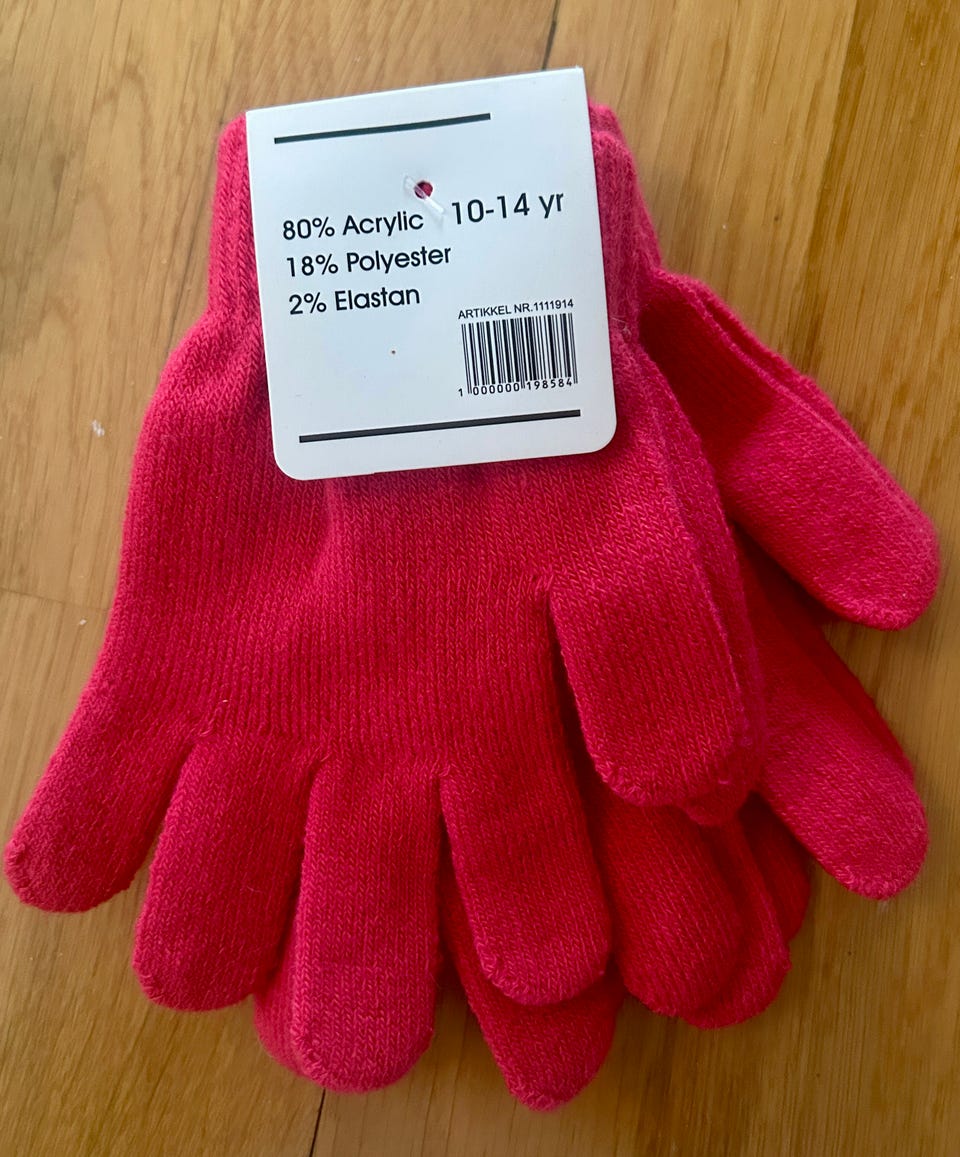 80% Acrylic 10-14 yr
18% Polyester
2% Elastan
ARTIKKEL NR.1111914
1 000000 198584